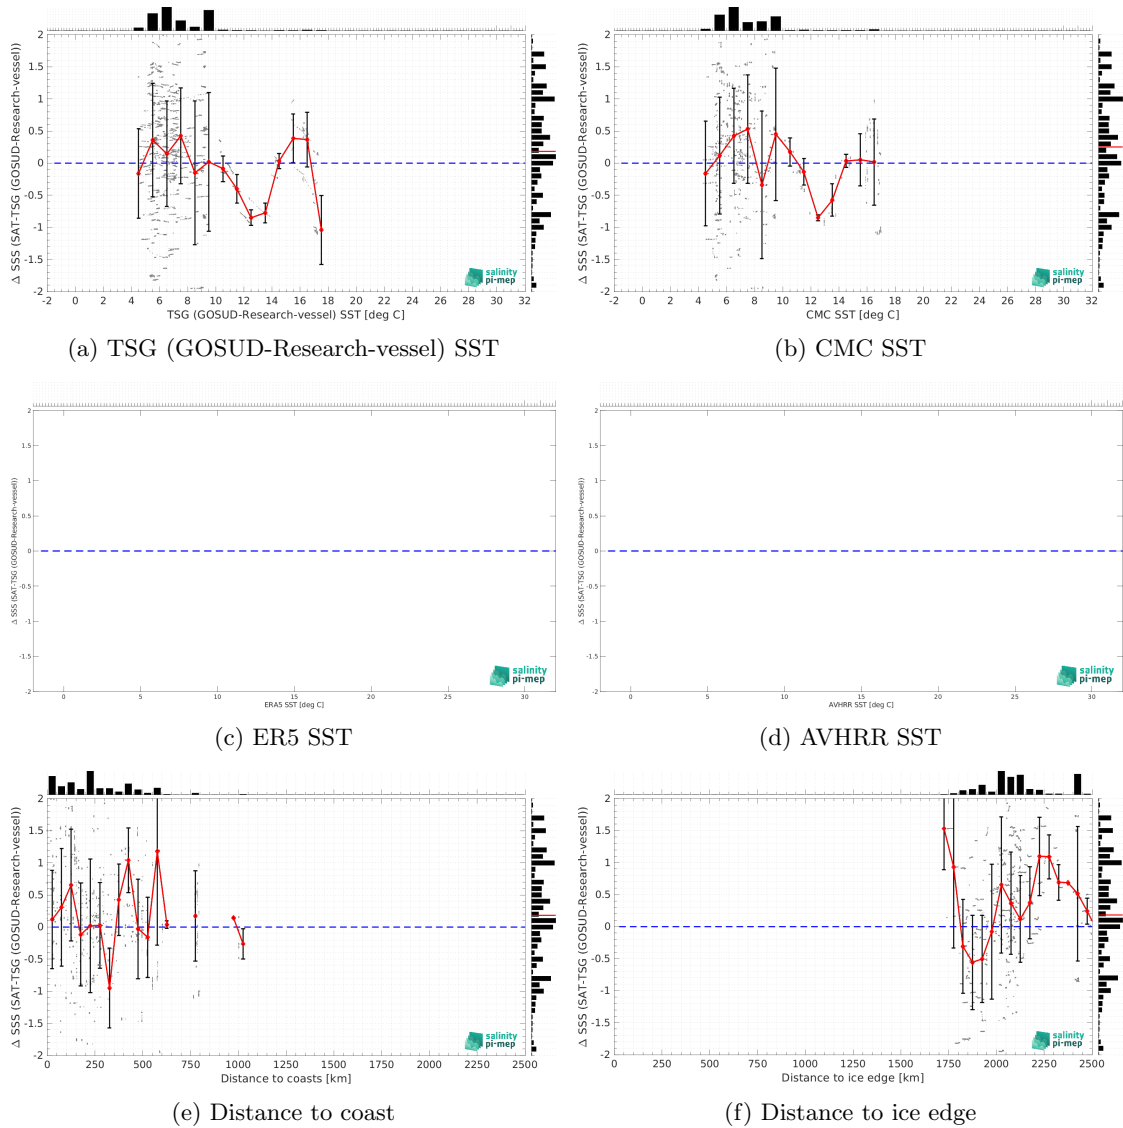 Δ SSS (SAT-TSG (GOSUD-Research-vessel))
2
1.5
1
0.5
0
-0.5
-1
-1.5
-2
-2 0 2 4 6 8 10 12 14 16 18 20 22 24 26 28 30 32
TSG (GOSUD-Research-vessel) SST [deg C]
salinity
pi-mep
(a) TSG (GOSUD-Research-vessel) SST
Δ SSS (SAT-TSG (GOSUD-Research-vessel))
2
1.5
1
0.5
0
-0.5
-1
-1.5
-2
-2 0 2 4 6 8 10 12 14 16 18 20 22 24 26 28 30 32
CMC SST [deg C]
salinity
pi-mep
(b) CMC SST
Δ SSS (SAT-TSG (GOSUD-Research-vessel))
2
1.5
1
0.5
0
-0.5
-1
-1.5
-2
0 5 10 15 20 25 30
ERA5 SST [deg C]
salinity
pi-mep
(c) ER5 SST
Δ SSS (SAT-TSG (GOSUD-Research-vessel))
2
1.5
1
0.5
0
-0.5
-1
-1.5
-2
0 5 10 15 20 25 30
AVHRR SST [deg C]
salinity
pi-mep
(d) AVHRR SST
Δ SSS (SAT-TSG (GOSUD-Research-vessel))
2
1.5
1
0.5
0
-0.5
-1
-1.5
-2
0 250 500 750 1000 1250 1500 1750 2000 2250 2500
Distance to coasts [km]
salinity
pi-mep
(e) Distance to coast
Δ SSS (SAT-TSG (GOSUD-Research-vessel))
2
1.5
1
0.5
0
-0.5
-1
-1.5
-2
0 250 500 750 1000 1250 1500 1750 2000 2250 2500
Distance to ice edge [km]
salinity
pi-mep
(f) Distance to ice edge